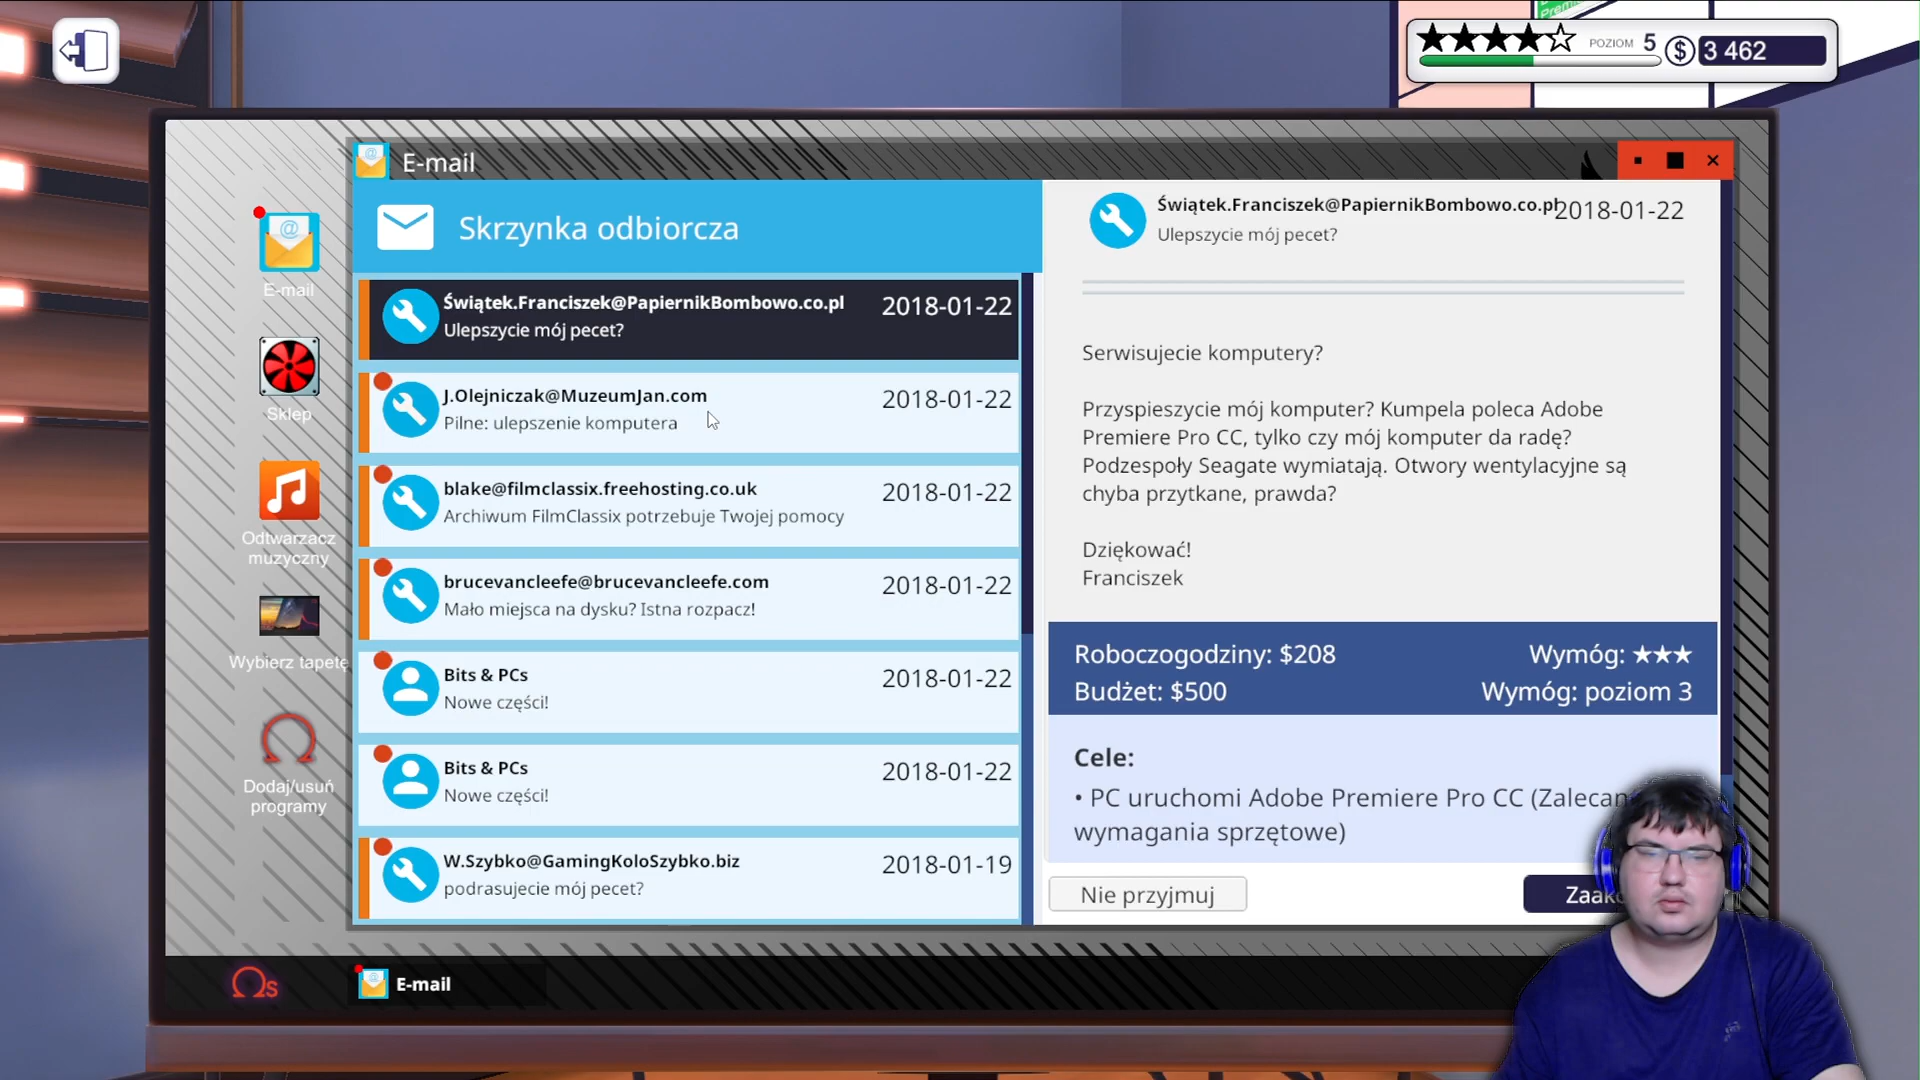 POZIOM 5
$ 3 462
E-mail
Skrzynka odbiorcza
Świątek.Franciszek@PapiernikBombowo.co.pl 2018-01-22
Ulepszycie mój pecet?
J.Olejniczak@MuzeumJan.com 2018-01-22
Pilne: ulepszenie komputera
blake@filmclassix.freehosting.co.uk 2018-01-22
Archiwum FilmClassix potrzebuje Twojej pomocy
brucevancleefe@brucevancleefe.com 2018-01-22
Mało miejsca na dysku? Istna rozpacz!
Bits & PCs 2018-01-22
Nowe części!
Bits & PCs 2018-01-22
Nowe części!
W.Szybko@GamingKoloSzybko.biz 2018-01-19
podrasujecie mój pecet?
Świątek.Franciszek@PapiernikBombowo.co.pl 2018-01-22
Ulepszycie mój pecet?
Serwisujecie komputery?
Przyspieszycie mój komputer? Kumpela poleca Adobe
Premiere Pro CC, tylko czy mój komputer da radę?
Podzespoły Seagate wymiatają. Otwory wentylacyjne są
chyba przytkane, prawda?
Dziękować!
Franciszek
Roboczogodziny: $208 Wymóg: ★★★
Budżet: $500 Wymóg: poziom 3
Cele:
• PC uruchomi Adobe Premiere Pro CC
wymagania sprzętowe)
Nie przyjmuj
E-mail
Sklep
Odtwarzacz
muzyczny
Wybierz tapetę
Dodaj/usuń
programy
Ωs
E-mail